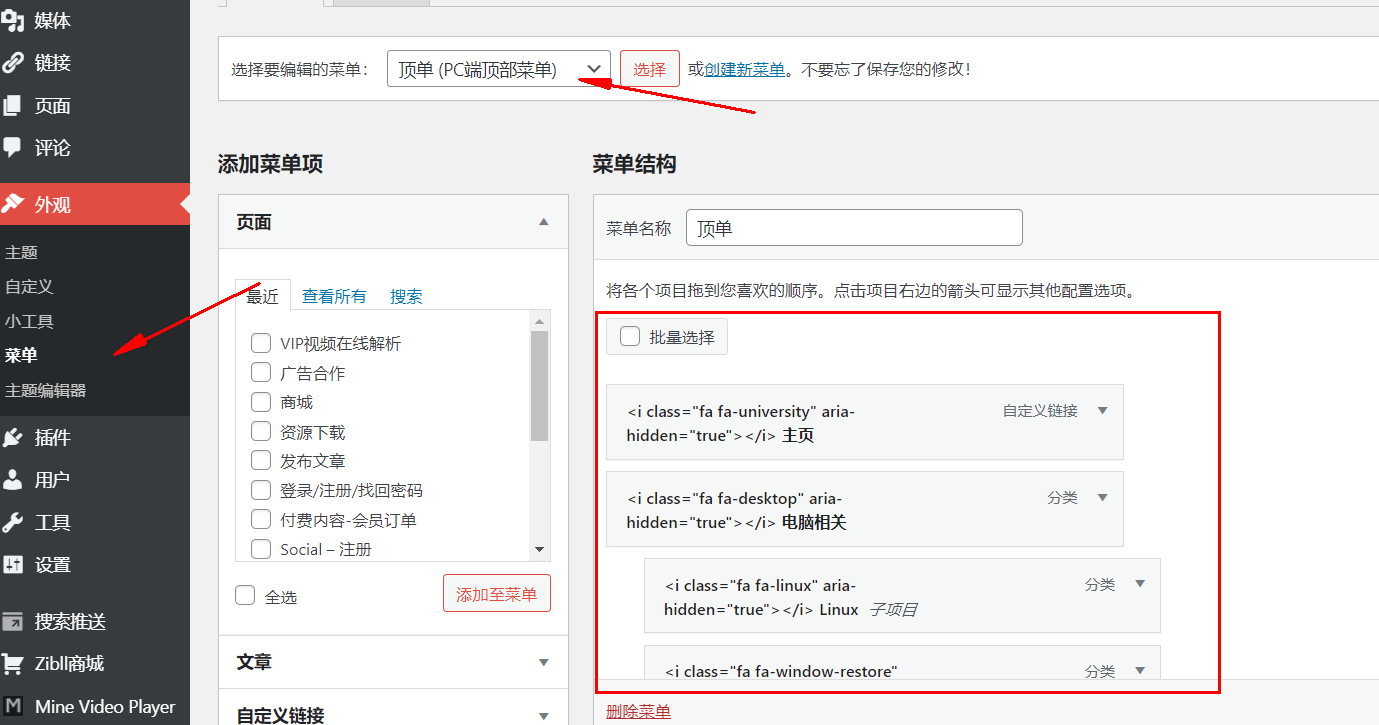 媒体
链接
页面
评论
外观
主题
自定义
小工具
菜单
主题编辑器
插件
用户
工具
设置
搜索推送
Zibll商城
Mine Video Player
选择要编辑的菜单： 顶单 (PC端顶部菜单) 选择 或创建新菜单。不要忘了保存您的修改！
添加菜单项
页面
最近 查看所有 搜索
VIP视频在线解析
广告合作
商城
资源下载
发布文章
登录/注册/找回密码
付费内容-会员订单
Social – 注册
全选 添加至菜单
文章
自定义链接
菜单结构
菜单名称 顶单
将各个项目拖到您喜欢的顺序。点击项目右边的箭头可显示其他配置选项。
批量选择
<i class="fa fa-university" aria- 自定义链接
hidden="true"></i> 主页
<i class="fa fa-desktop" aria- 分类
hidden="true"></i> 电脑相关
<i class="fa fa-linux" aria- 分类
hidden="true"></i> Linux 子项目
<i class="fa fa-window-restore" 分类
删除菜单